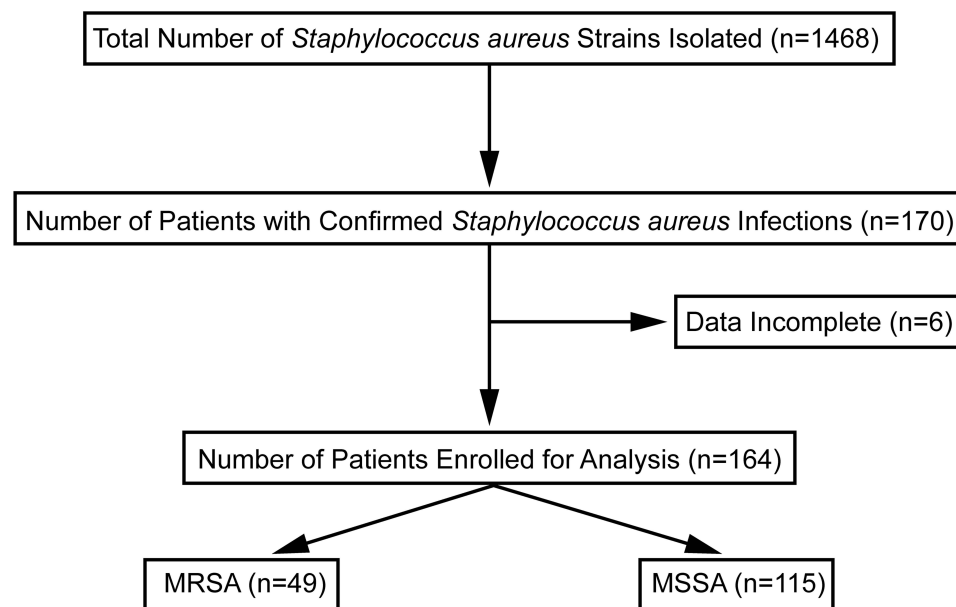 Total Number of Staphylococcus aureus Strains Isolated (n=1468)
Number of Patients with Confirmed Staphylococcus aureus Infections (n=170)
Data Incomplete (n=6)
Number of Patients Enrolled for Analysis (n=164)
MRSA (n=49)
MSSA (n=115)